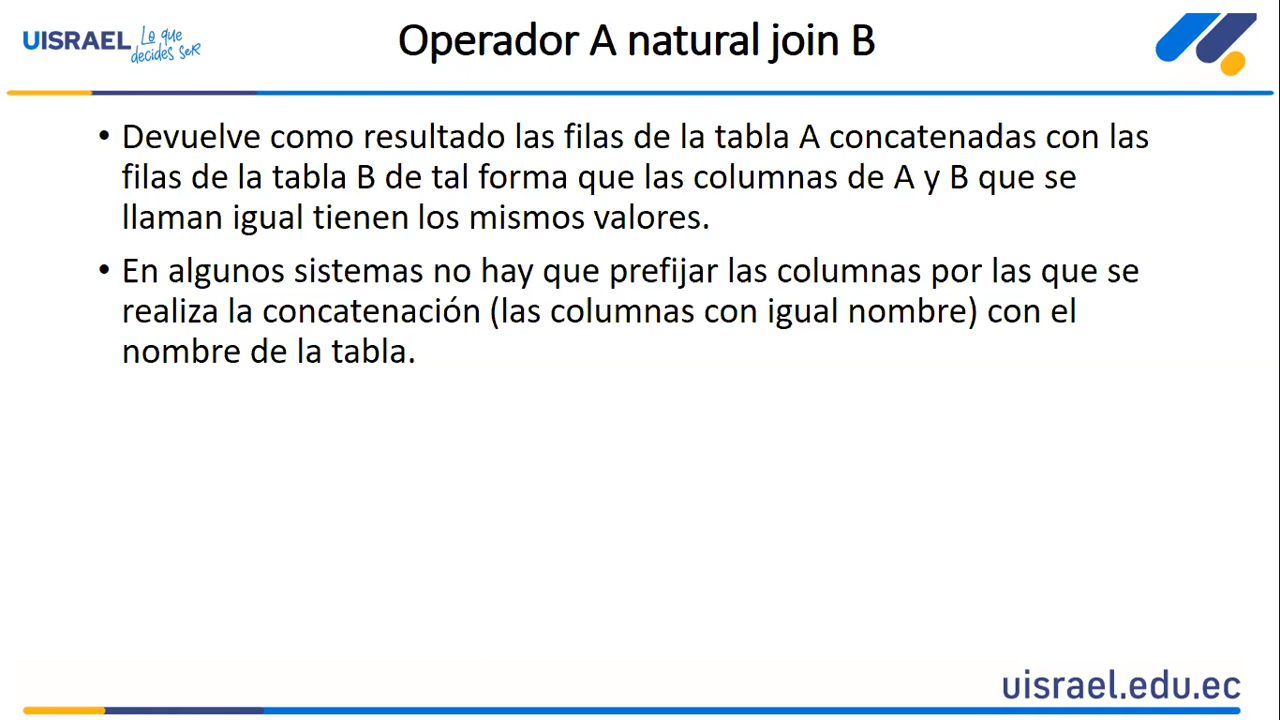 UISRAEL Lo que decides seR
Operador A natural join B
• Devuelve como resultado las filas de la tabla A concatenadas con las
filas de la tabla B de tal forma que las columnas de A y B que se
llaman igual tienen los mismos valores.
• En algunos sistemas no hay que prefijar las columnas por las que se
realiza la concatenación (las columnas con igual nombre) con el
nombre de la tabla.
uisrael.edu.ec